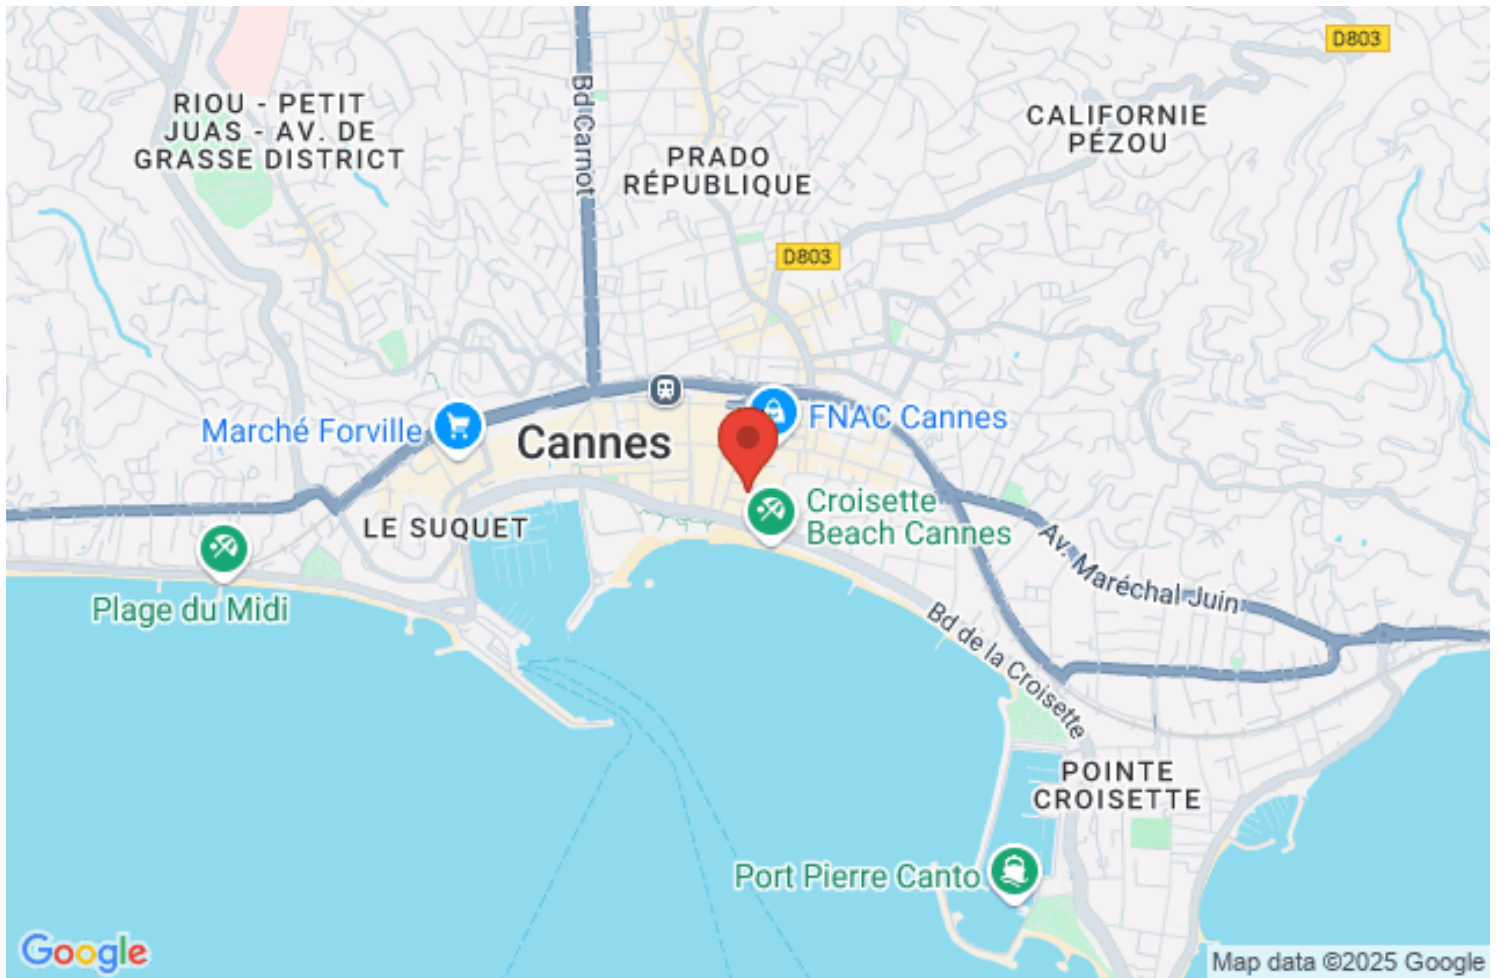 D803
RIOU - PETIT
JUAS - AV. DE
GRASSE DISTRICT
Bd Carnot
CALIFORNIE
PÉZOU
PRADO
RÉPUBLIQUE
D803
Marché Forville
Cannes
FNAC Cannes
Croisette
Beach Cannes
LE SUQUET
Av. Maréchal Juin
Plage du Midi
Bd de la Croisette
POINTE
CROISETTE
Port Pierre Canto
Google
Map data ©2025 Google